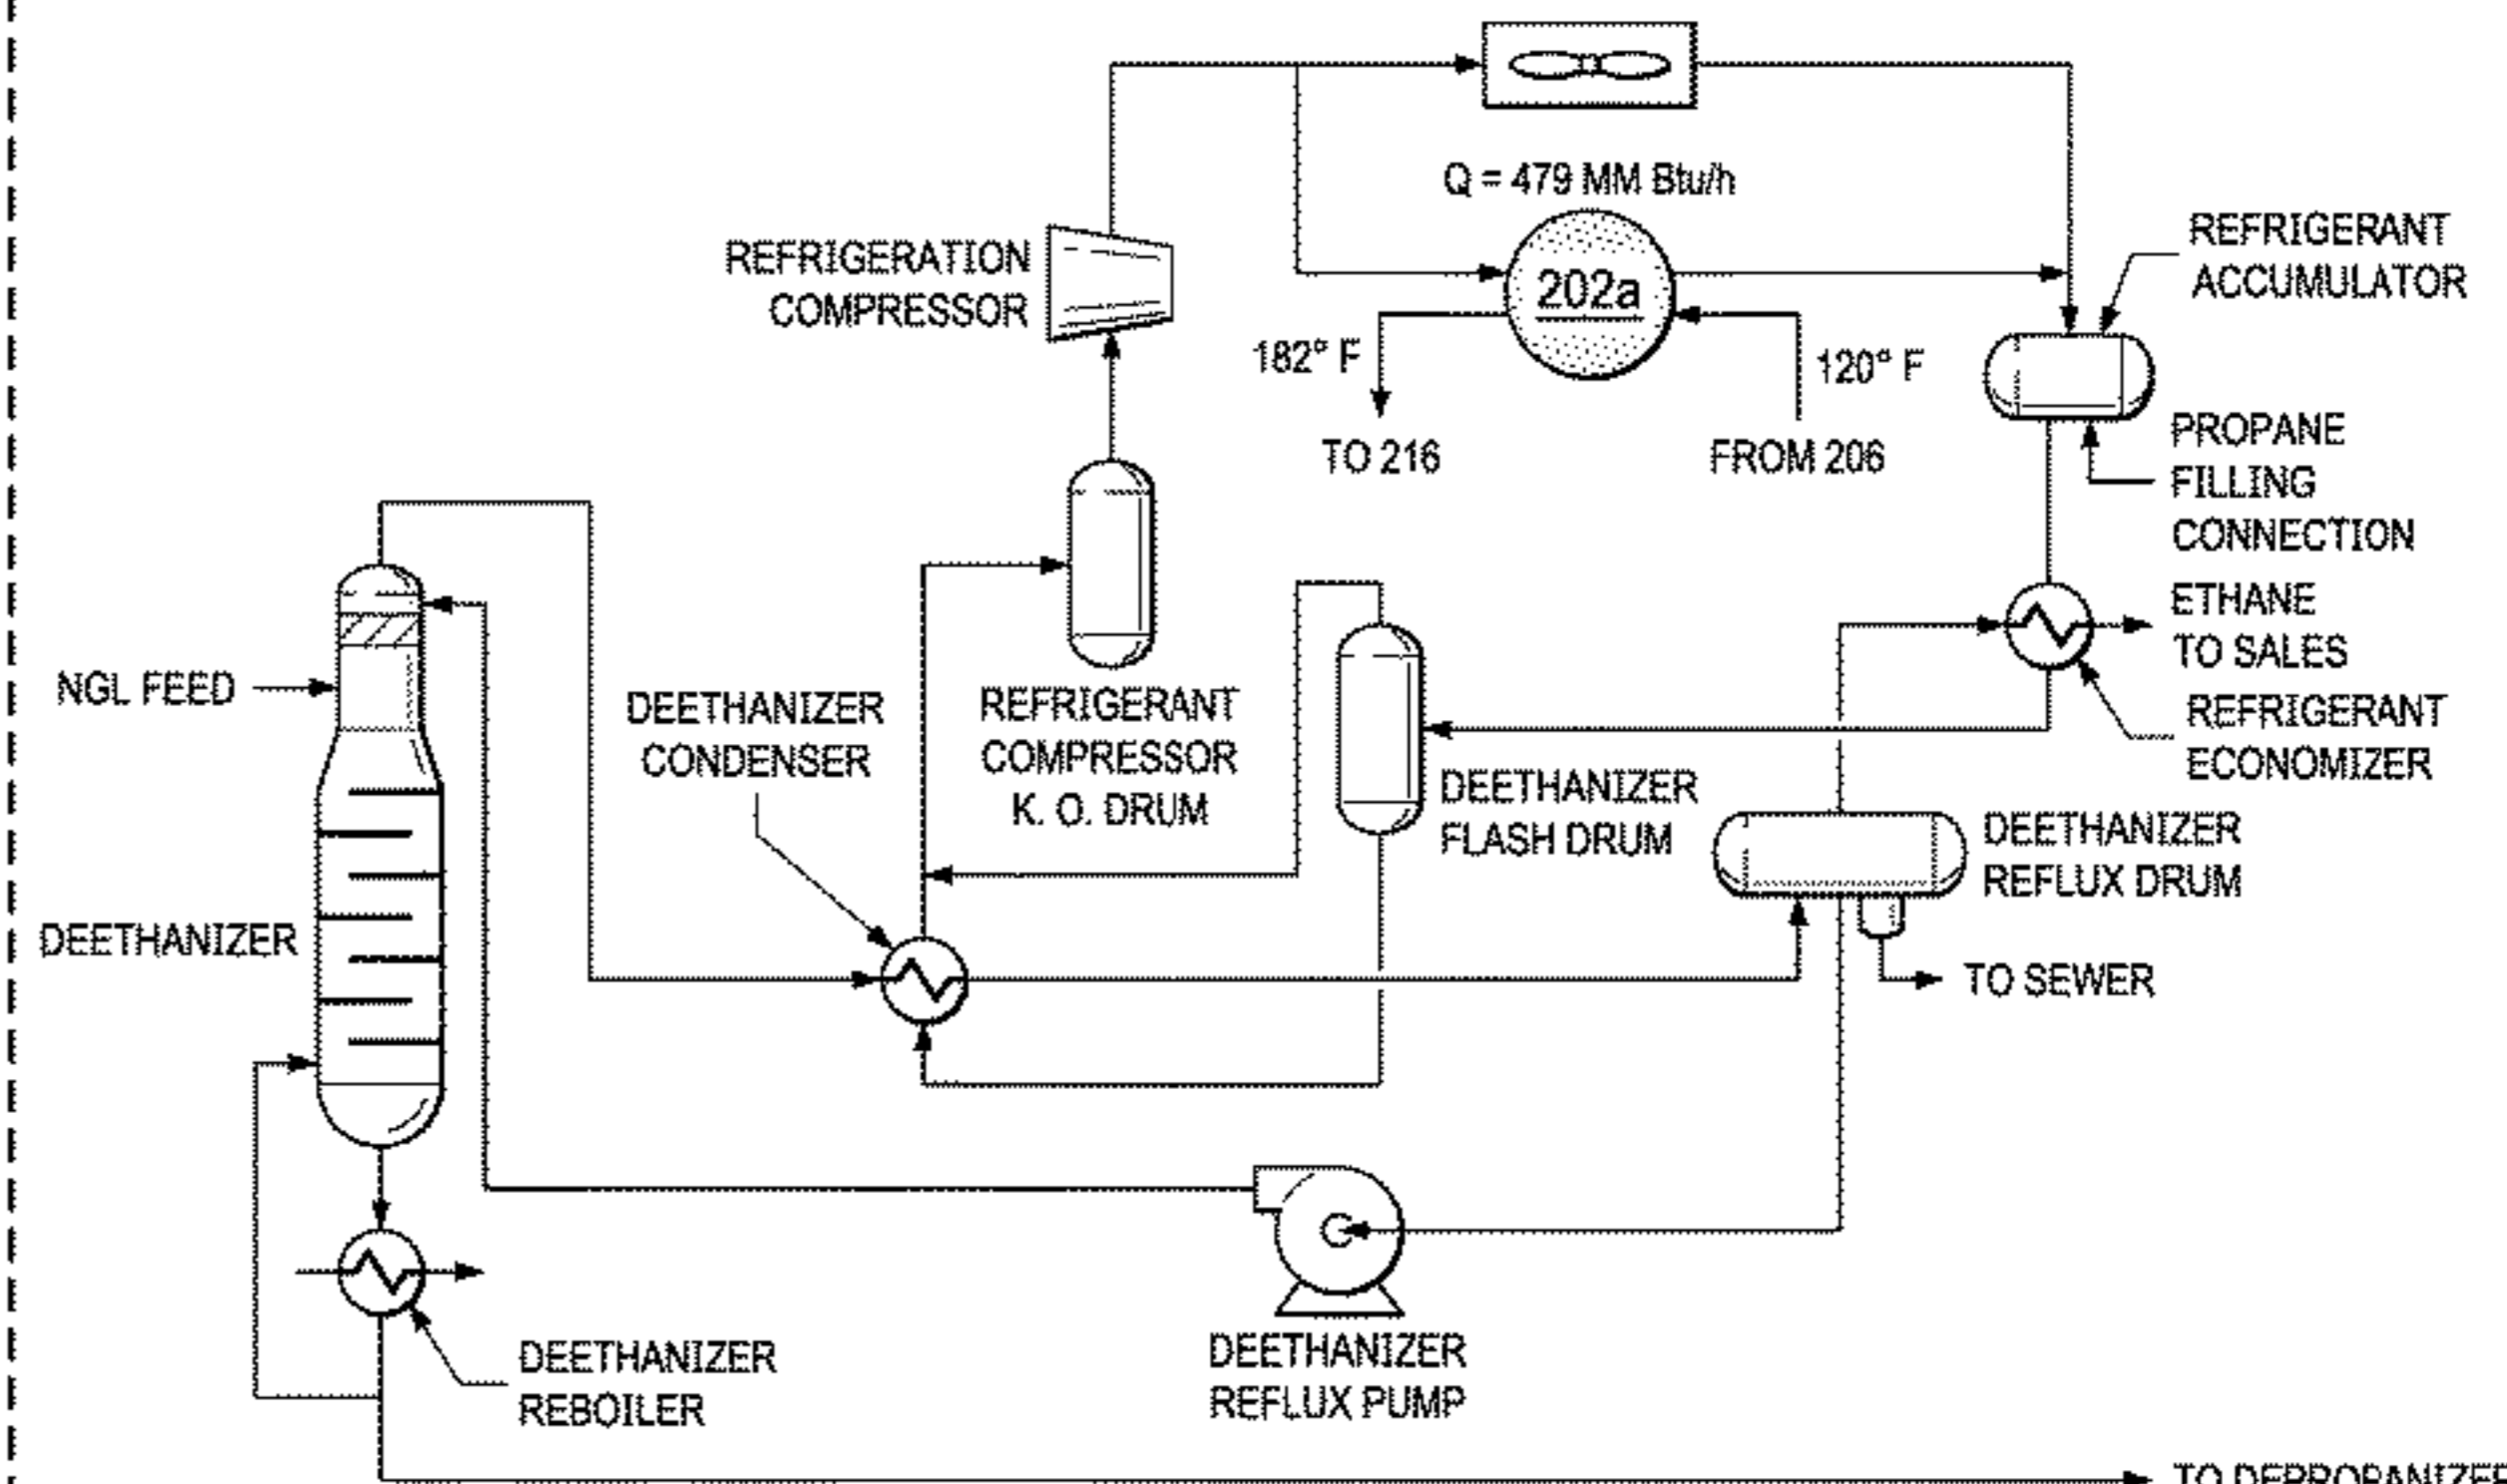 Q = 479 MM Btu/h
REFRIGERATION
COMPRESSOR
202a
REFRIGERANT
ACCUMULATOR
182° F
120° F
TO 216
FROM 206
PROPANE
FILLING
CONNECTION
ETHANE
TO SALES
NGL FEED
DEETHANIZER
CONDENSER
REFRIGERANT
COMPRESSOR
K. O. DRUM
REFRIGERANT
ECONOMIZER
DEETHANIZER
FLASH DRUM
DEETHANIZER
REFLUX DRUM
DEETHANIZER
TO SEWER
DEETHANIZER
REBOILER
DEETHANIZER
REFLUX PUMP
TO DEPROPANIZER